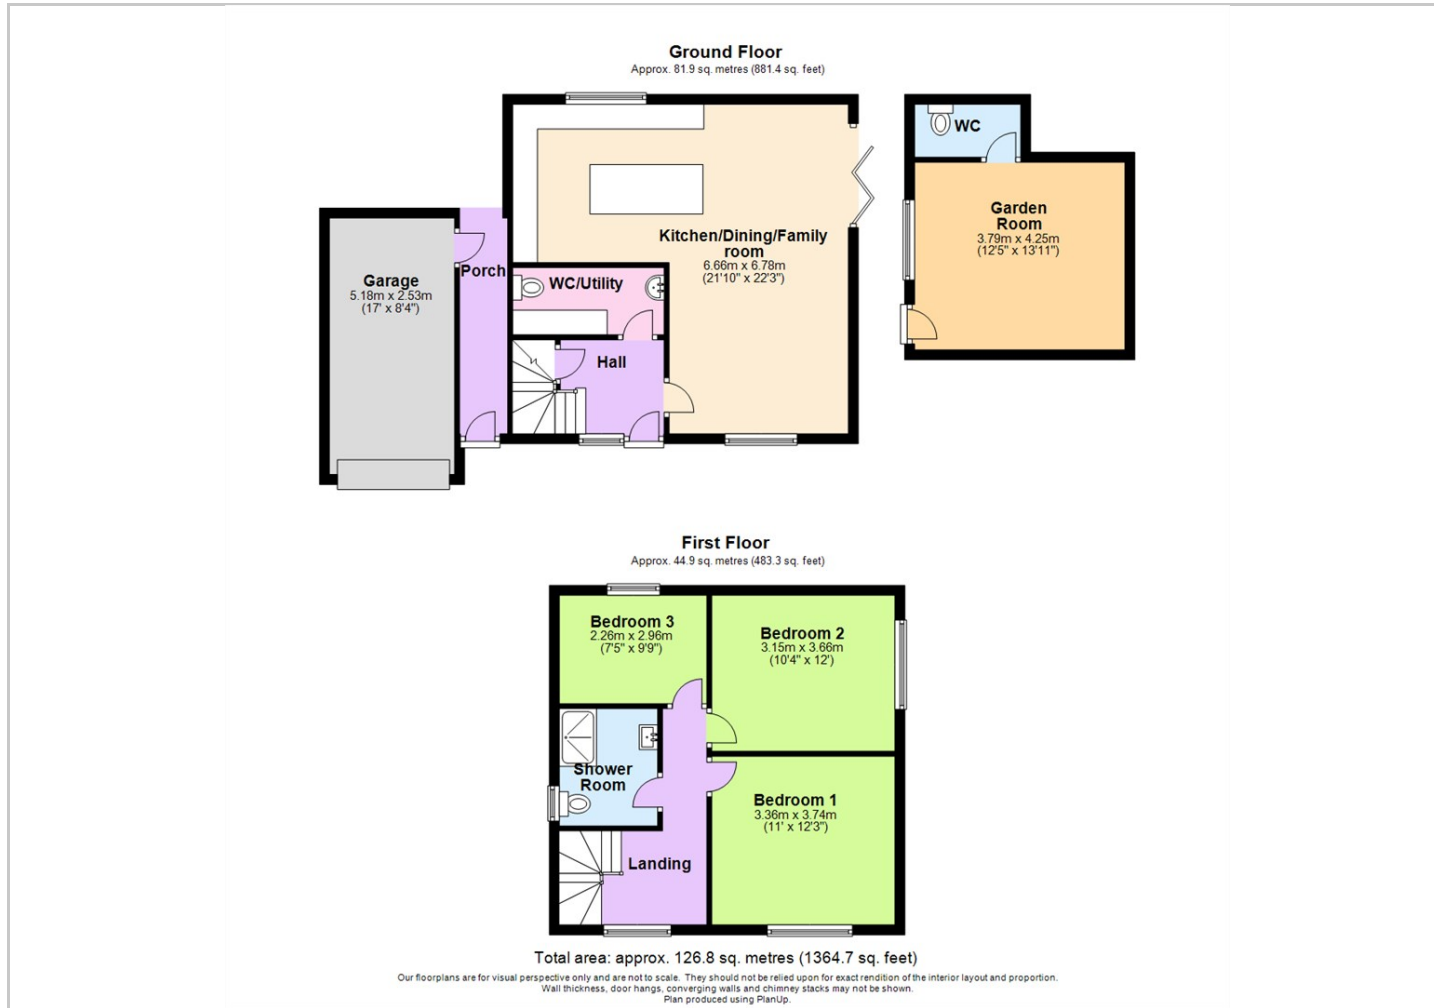 Ground Floor
Approx. 81.9 sq. metres (881.4 sq. feet)
WC
Garden
Room
3.79m x 4.25m
(12'5" x 13'11")
Kitchen/Dining/Family
room
6.66m x 6.78m
(21'10" x 22'3")
Porch
Garage
5.18m x 2.53m
(17' x 8'4")
WC/Utility
Hall
First Floor
Approx. 44.9 sq. metres (483.3 sq. feet)
Bedroom 3
2.26m x 2.96m
(7'5" x 9'9")
Bedroom 2
3.15m x 3.66m
(10'4" x 12')
Shower
Room
Bedroom 1
3.36m x 3.74m
(11' x 12'3")
Landing
Total area: approx. 126.8 sq. metres (1364.7 sq. feet)
Our floorplans are for visual perspective only and are not to scale. They should not be relied upon for exact rendition of the interior layout and proportion.
Wall thickness, door hangs, converging walls and chimney stacks may not be shown.
Plan produced using PlanUp.